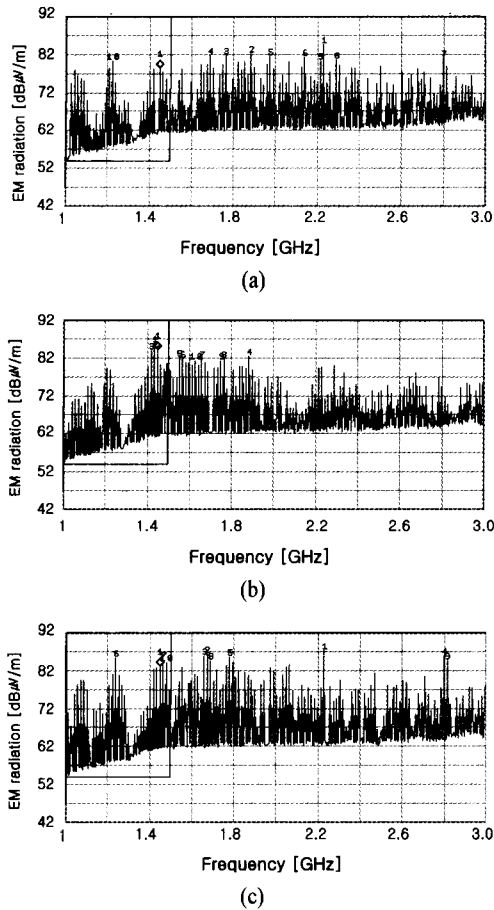 EM radiation [dBμV/m]
92
82
72
62
52
42
1 1.4 1.8 2.2 2.6 3.0
Frequency [GHz]
(a)
EM radiation [dBμV/m]
92
82
72
62
52
42
1 1.4 1.8 2.2 2.6 3.0
Frequency [GHz]
(b)
EM radiation [dBμV/m]
92
82
72
62
52
42
1 1.4 1.8 2.2 2.6 3.0
Frequency [GHz]
(c)